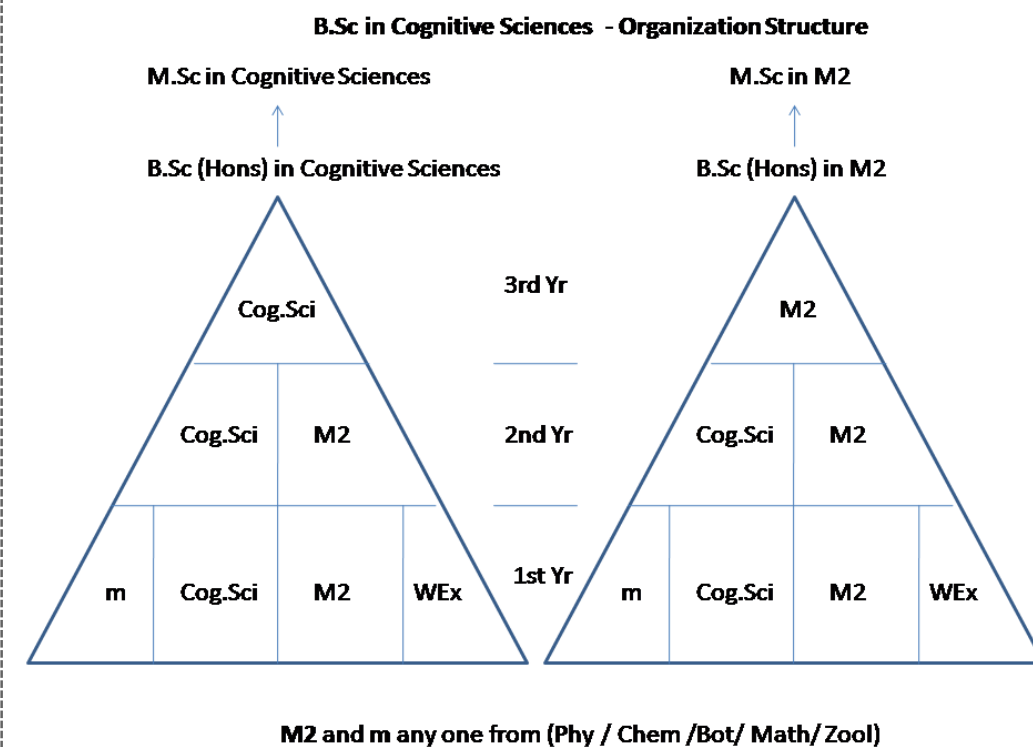 B.Sc in Cognitive Sciences - Organization Structure
M.Sc in Cognitive Sciences
M.Sc in M2
B.Sc (Hons) in Cognitive Sciences
B.Sc (Hons) in M2
Cog.Sci
3rd Yr
M2
Cog.Sci
M2
2nd Yr
Cog.Sci
M2
m
Cog.Sci
M2
WEx
1st Yr
m
Cog.Sci
M2
WEx
M2 and m any one from (Phy / Chem /Bot/ Math/ Zool)